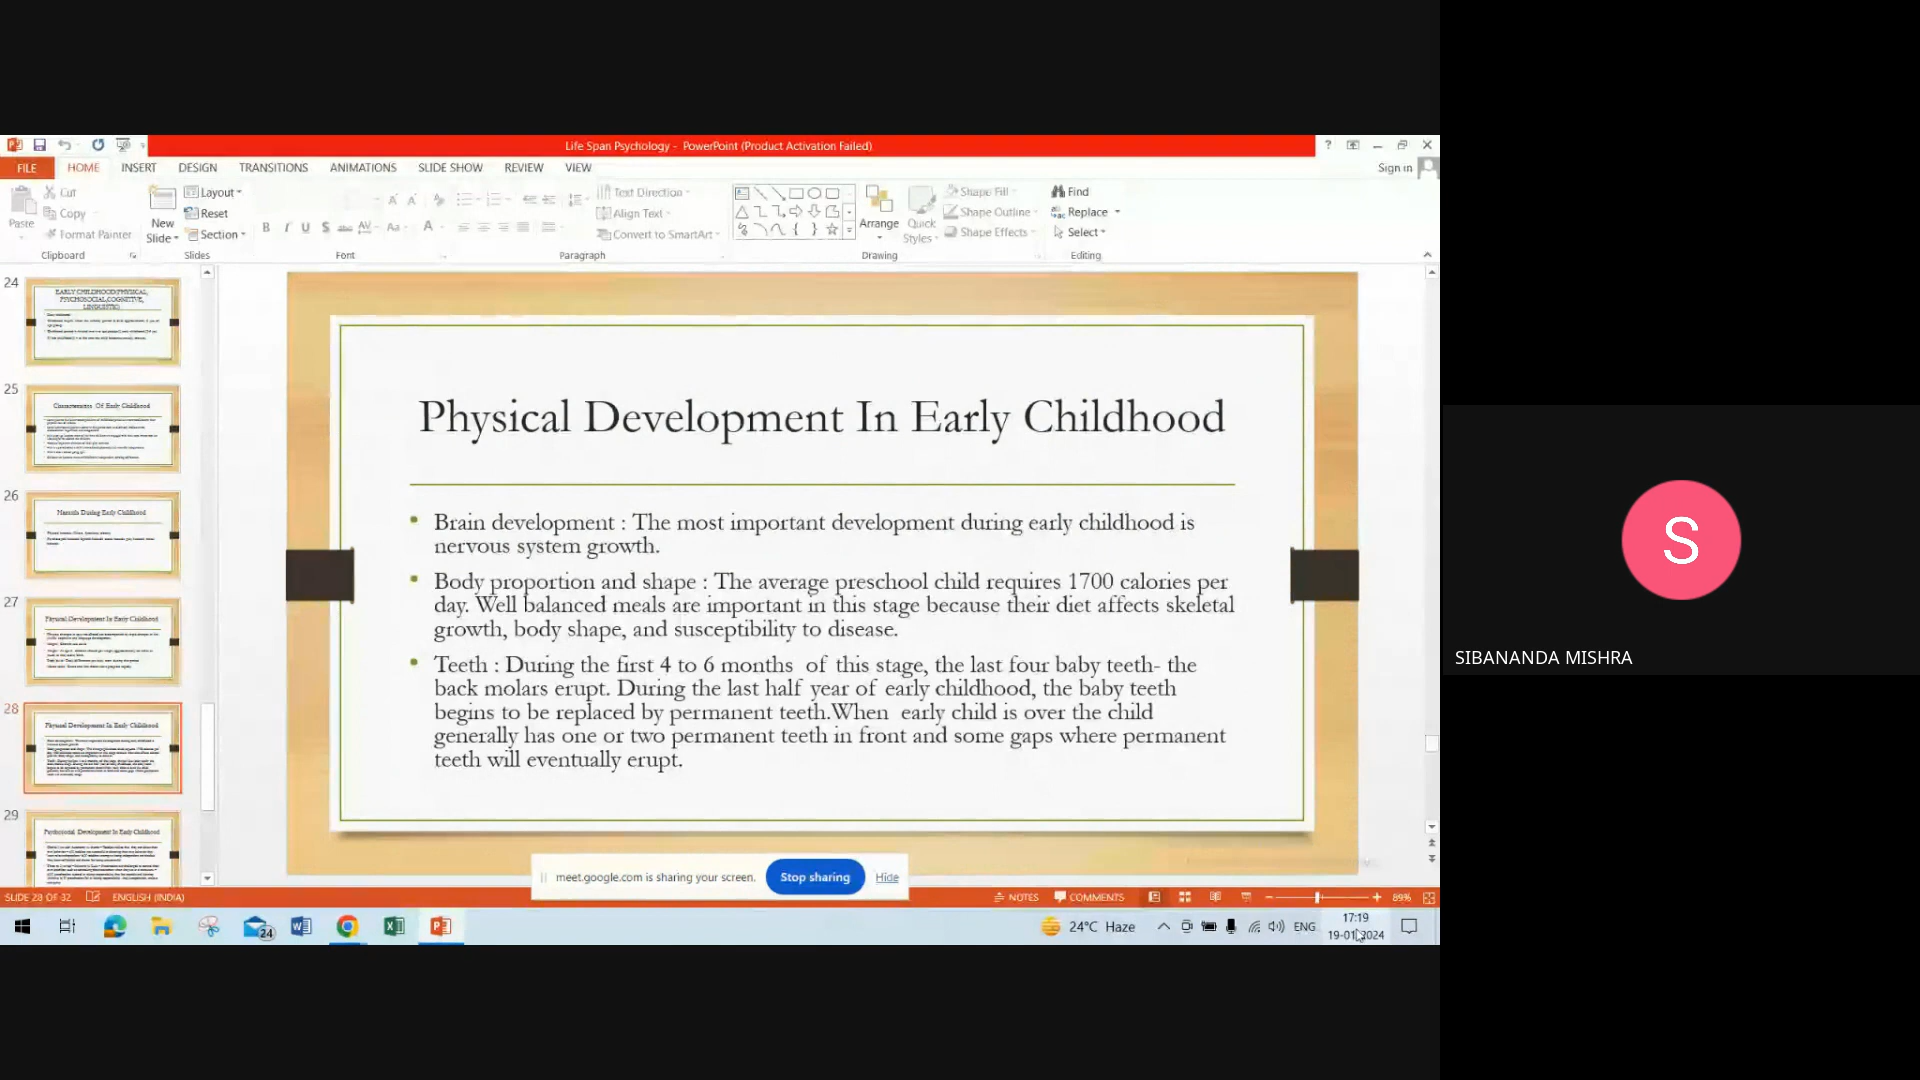 Life Span Psychology - PowerPoint (Product Activation Failed)
?
FILE HOME INSERT DESIGN TRANSITIONS ANIMATIONS SLIDE SHOW REVIEW VIEW Sign in
Paste
Cut
Copy
Format Painter
Clipboard
New
Slide
Layout
Reset
Section
Slides
B I U S abc AV Aa A
Font
Text Direction
Align Text
Convert to SmartArt
Paragraph
Arrange
Quick
Styles
Shape Fill
Shape Outline
Shape Effects
Drawing
Find
Replace
Select
Editing
24
EARLY CHILDHOOD(PHYSICAL,
PSYCHOSOCIAL,COGNITIVE,
LINGUISTIC)
25
Characteristics Of Early Childhood
26
Hazards During Early Childhood
27
Physical Development In Early Childhood
28
Physical Development In Early Childhood
29
Psychosocial Development In Early Childhood
Physical Development In Early Childhood
Brain development : The most important development during early childhood is
nervous system growth.
Body proportion and shape : The average preschool child requires 1700 calories per
day. Well balanced meals are important in this stage because their diet affects skeletal
growth, body shape, and susceptibility to disease.
Teeth : During the first 4 to 6 months of this stage, the last four baby teeth- the
back molars erupt. During the last half year of early childhood, the baby teeth
begins to be replaced by permanent teeth.When early child is over the child
generally has one or two permanent teeth in front and some gaps where permanent
teeth will eventually erupt.
meet.google.com is sharing your screen. Stop sharing Hide
SLIDE 28 OF 32 ENGLISH (INDIA) NOTES COMMENTS 89%
24 24°C Haze ENG
17:19
19-01-2024
S
SIBANANDA MISHRA